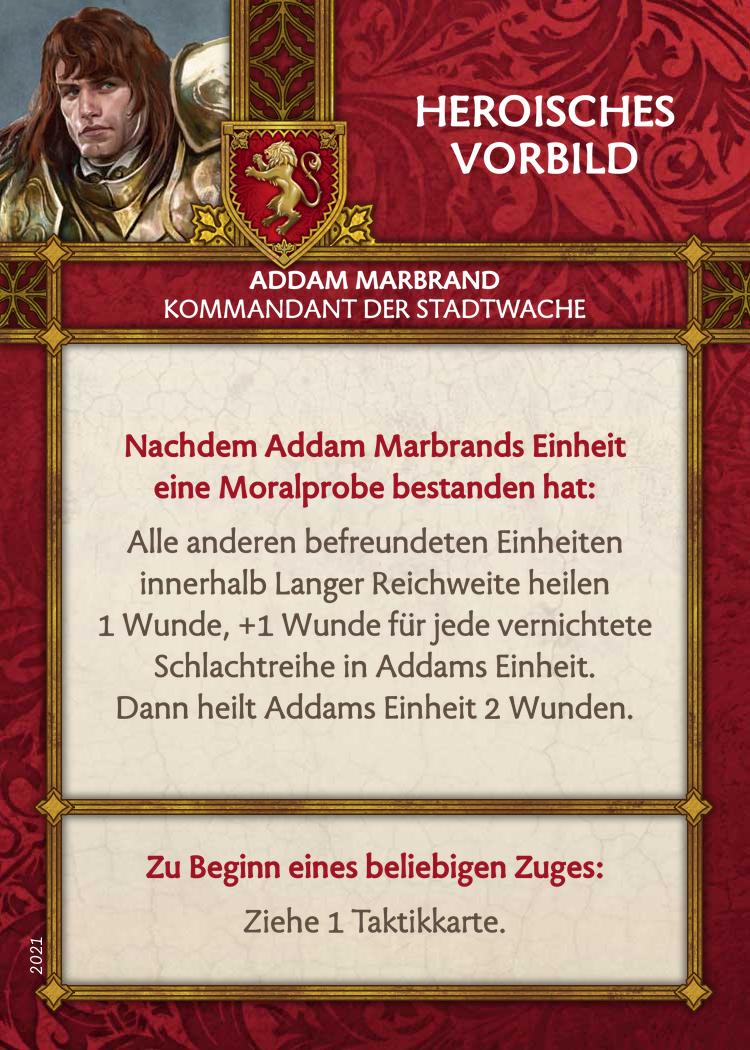 HEROISCHES
VORBILD
ADDAM MARBRAND
KOMMANDANT DER STADTWACHE
Nachdem Addam Marbrands Einheit
eine Moralprobe bestanden hat:
Alle anderen befreundeten Einheiten
innerhalb Langer Reichweite heilen
1 Wunde, +1 Wunde für jede vernichtete
Schlachtreihe in Addams Einheit.
Dann heilt Addams Einheit 2 Wunden.
Zu Beginn eines beliebigen Zuges:
Ziehe 1 Taktikkarte.
2021